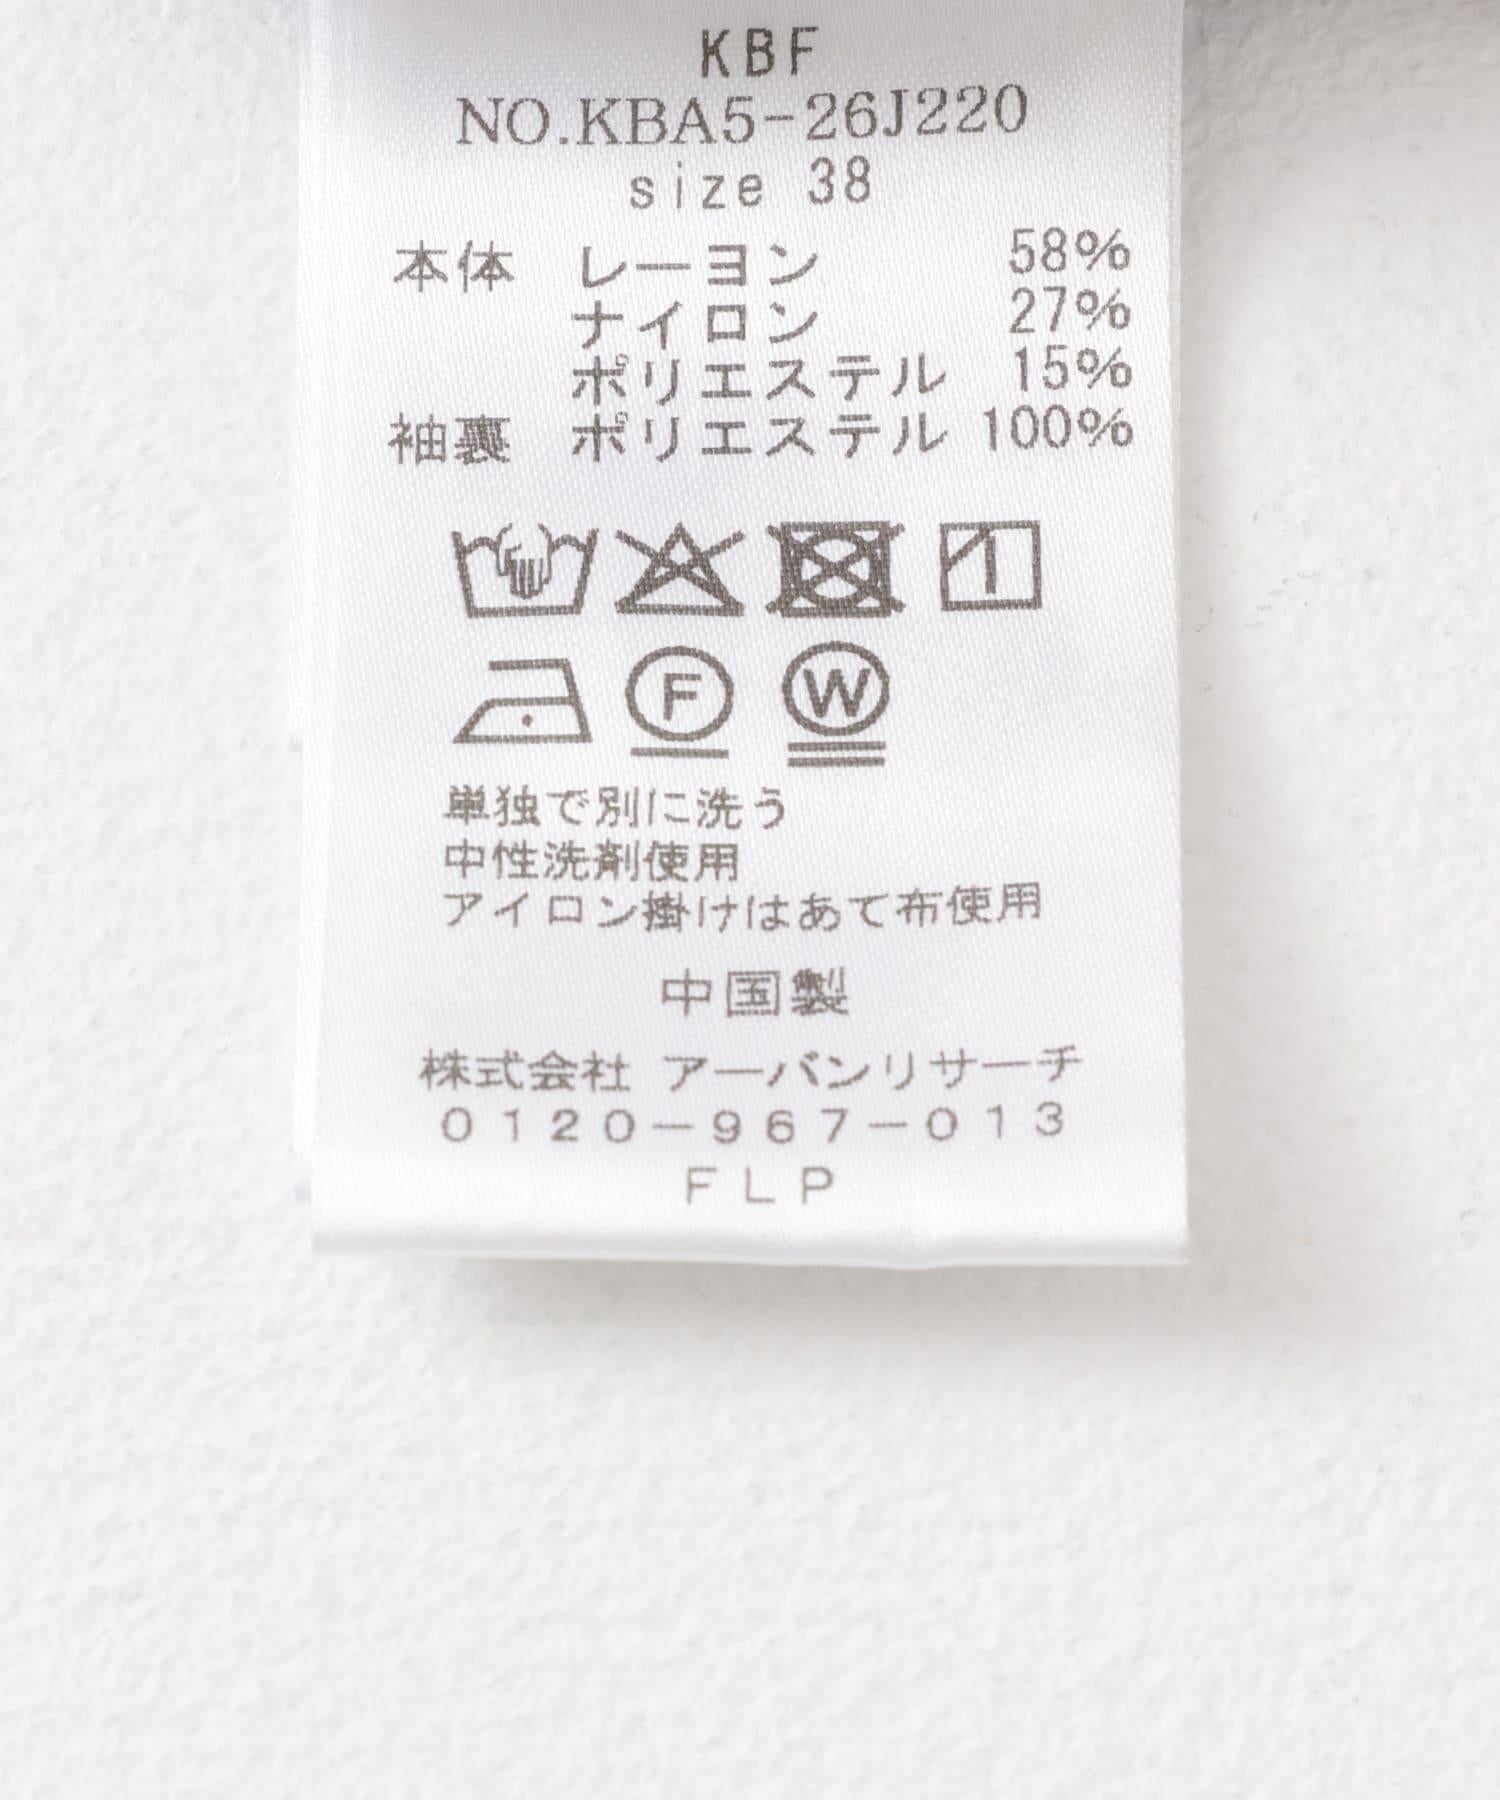 KBF
NO.KBA5-26J220
size 38
本体 レーヨン 58%
ナイロン 27%
ポリエステル 15%
袖裏 ポリエステル 100%
F W
単独で別に洗う
中性洗剤使用
アイロン掛けはあて布使用
中国製
株式会社 アーバンリサーチ
0120-967-013
FLP